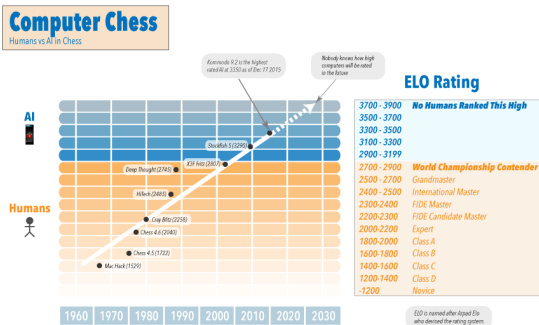 Computer Chess
Humans vs AI in Chess
Kommodo 9.2 is the highest
rated AI at 3350 as of Dec 17 2015
Nobody knows how high
computers will be rated
in the future
ELO Rating
AI
Humans
3700 - 3900 No Humans Ranked This High
3500 - 3700
3300 - 3500
3100 - 3300
2900 - 3199
2700 - 2900 World Championship Contender
2500 - 2700 Grandmaster
2400 - 2500 International Master
2300-2400 FIDE Master
2200-2300 FIDE Candidate Master
2000-2200 Expert
1800-2000 Class A
1600-1800 Class B
1400-1600 Class C
1200-1400 Class D
-1200 Novice
Stockfish 5 (3290)
X3F Fritz (2807)
Deep Thought (2745)
HiTech (2485)
Cray Blitz (2258)
Chess 4.6 (2040)
Chess 4.5 (1722)
Mac Hack (1529)
1960 1970 1980 1990 2000 2010 2020 2030
ELO is named after Arpad Elo
who devised the rating system.